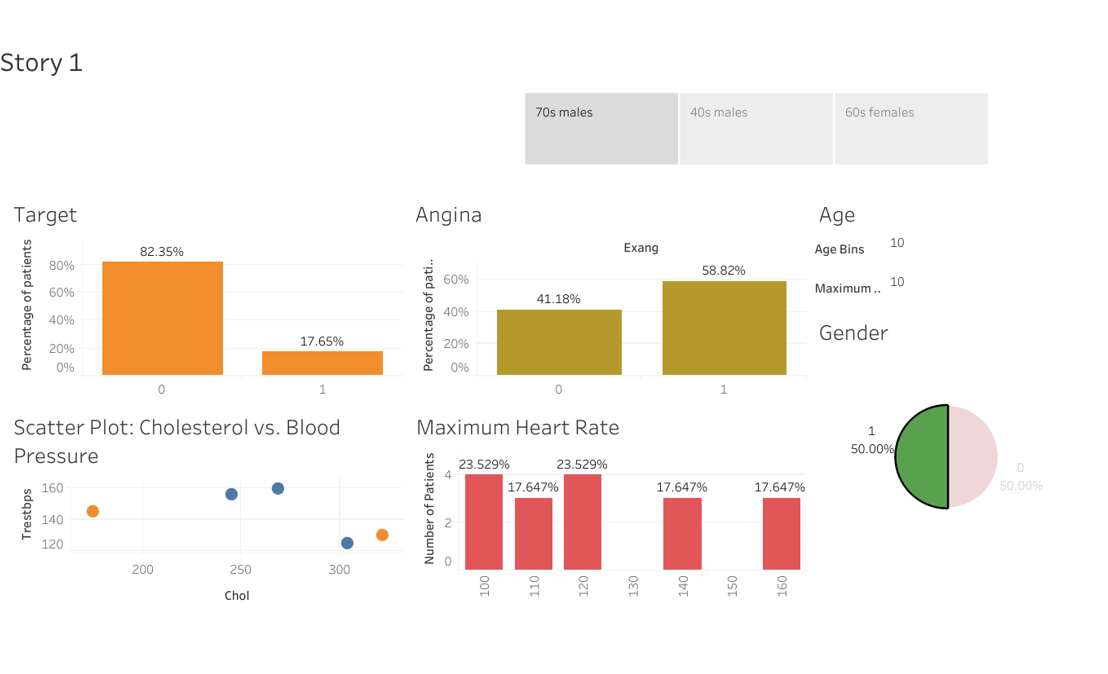 Story 1
70s males
40s males
60s females
Target
Percentage of patients
80%
60%
40%
20%
0%
82.35%
17.65%
0
1
Angina
Exang
Percentage of pati..
60%
40%
20%
0%
41.18%
58.82%
0
1
Age
Age Bins
10
Maximum ..
10
Gender
1
50.00%
0
50.00%
Scatter Plot: Cholesterol vs. Blood
Pressure
Trestbps
160
140
120
200
250
300
Chol
Maximum Heart Rate
Number of Patients
4
2
0
23.529%
17.647%
23.529%
17.647%
17.647%
100
110
120
130
140
150
160